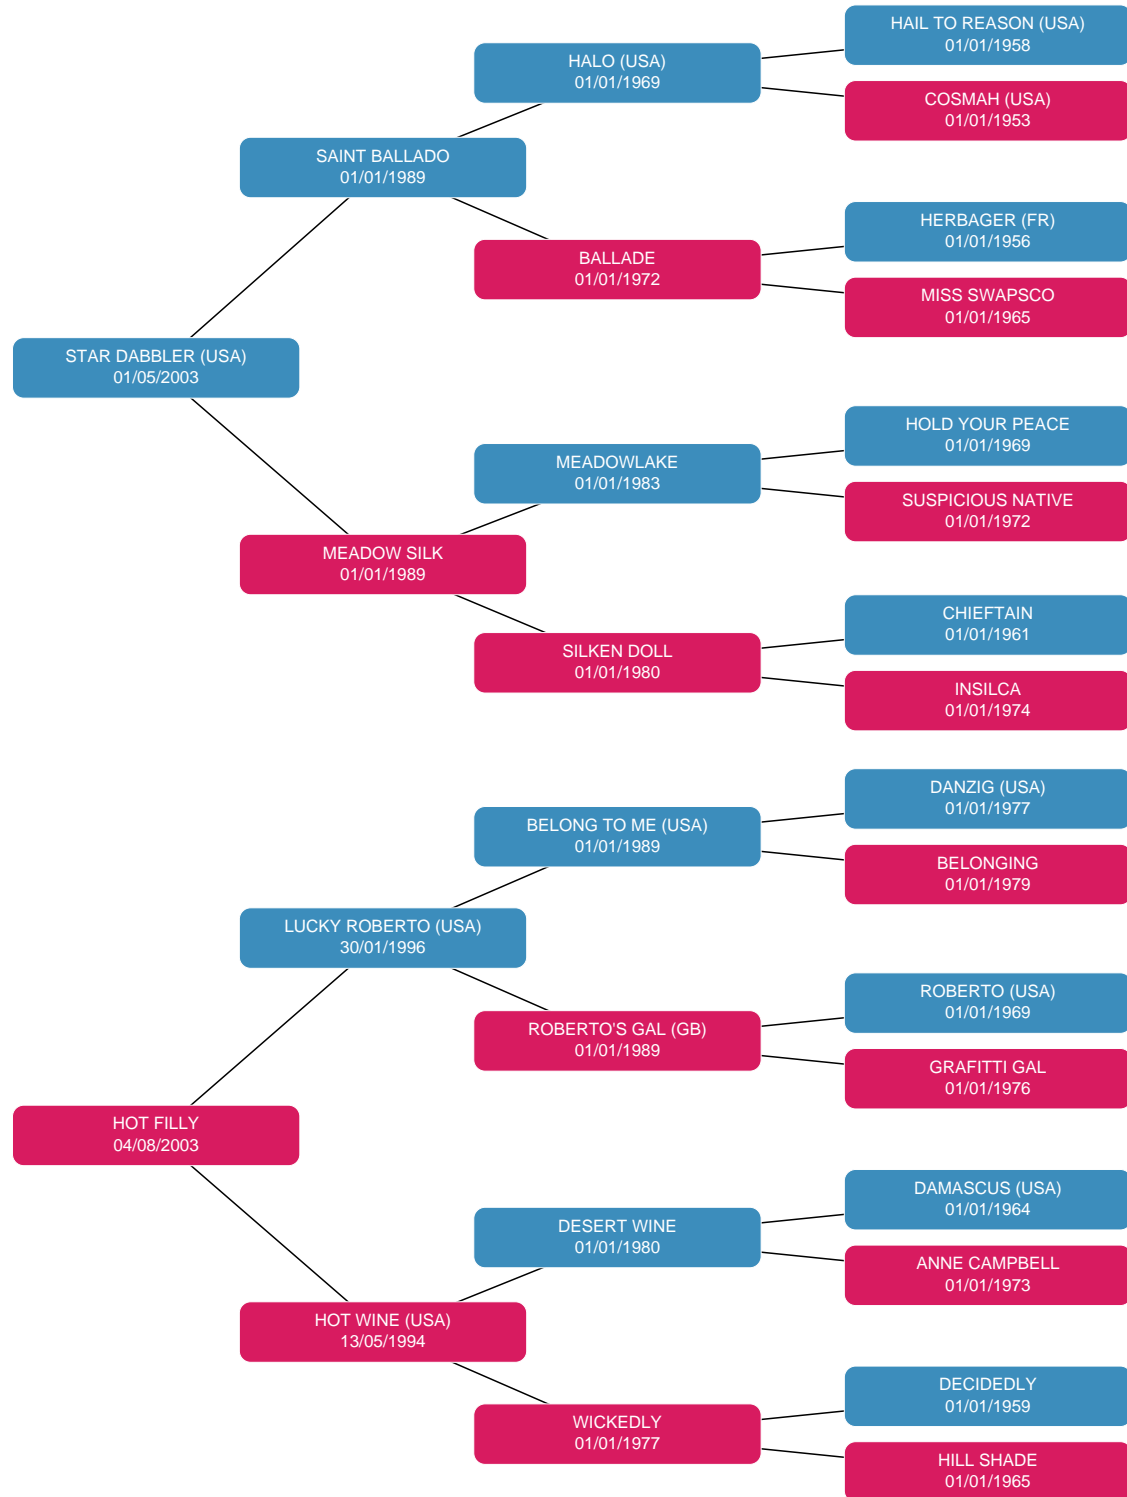 HAIL TO REASON (USA)
01/01/1958
HALO (USA)
01/01/1969
COSMAH (USA)
01/01/1953
SAINT BALLADO
01/01/1989
HERBAGER (FR)
01/01/1956
BALLADE
01/01/1972
MISS SWAPSCO
01/01/1965
STAR DABBLER (USA)
01/05/2003
HOLD YOUR PEACE
01/01/1969
MEADOWLAKE
01/01/1983
SUSPICIOUS NATIVE
01/01/1972
MEADOW SILK
01/01/1989
CHIEFTAIN
01/01/1961
SILKEN DOLL
01/01/1980
INSILCA
01/01/1974
DANZIG (USA)
01/01/1977
BELONG TO ME (USA)
01/01/1989
BELONGING
01/01/1979
LUCKY ROBERTO (USA)
30/01/1996
ROBERTO (USA)
01/01/1969
ROBERTO'S GAL (GB)
01/01/1989
GRAFITTI GAL
01/01/1976
HOT FILLY
04/08/2003
DAMASCUS (USA)
01/01/1964
DESERT WINE
01/01/1980
ANNE CAMPBELL
01/01/1973
HOT WINE (USA)
13/05/1994
DECIDEDLY
01/01/1959
WICKEDLY
01/01/1977
HILL SHADE
01/01/1965